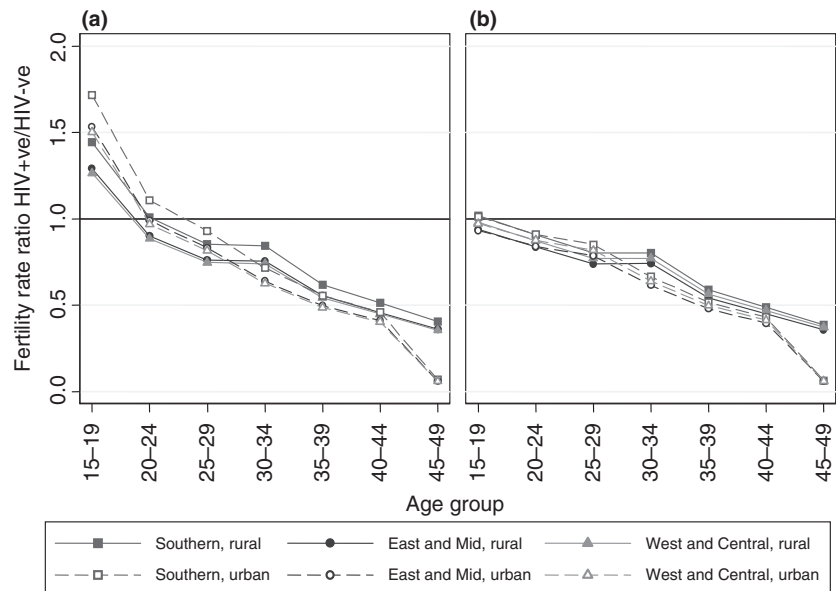 (a) (b)
Fertility rate ratio HIV+ve/HIV-ve
2.0
1.5
1.0
0.5
0.0
15–19 20–24 25–29 30–34 35–39 40–44 45–49 15–19 20–24 25–29 30–34 35–39 40–44 45–49
Age group
Southern, rural East and Mid, rural West and Central, rural
Southern, urban East and Mid, urban West and Central, urban